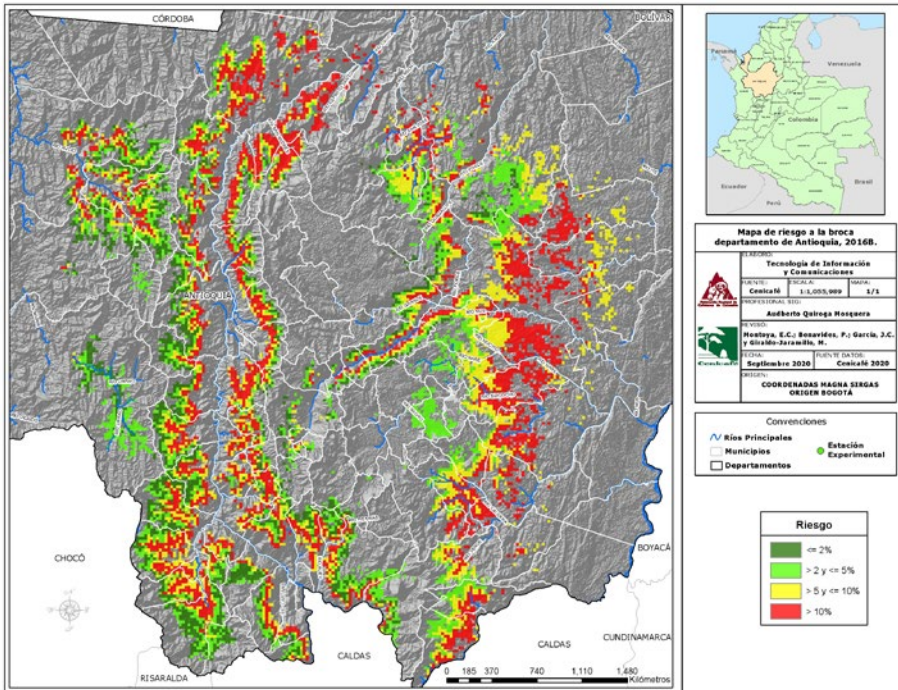 CÓRDOBA
BOLÍVAR
ANTIOQUIA
CHOCÓ
BOYACÁ
RISARALDA
CALDAS
CALDAS
CUNDINAMARCA
0 185 370 740 1,110 1,480
Kilómetros
Panamá
Venezuela
Colombia
Ecuador
Perú
Brasil
Mapa de riesgo a la broca
departamento de Antioquia, 2016B.
ELABORÓ:
Tecnología de Información
y Comunicaciones
FUENTE: ESCALA: MAPA:
Cenicafé 1:1,055,989 1/1
PROFESIONAL SIG:
Audberto Quiroga Mosquera
REVISÓ:
Montoya, E.C.; Benavides, P.; García, J.C.
y Giraldo-Jaramillo, M.
FECHA: FUENTE DATOS:
Septiembre 2020 Cenicafé 2020
ORIGEN:
COORDENADAS MAGNA SIRGAS
ORIGEN BOGOTÁ
Cenicafé
Convenciones
Ríos Principales
Municipios
Departamentos
Estación
Experimental
Riesgo
<= 2%
> 2 y <= 5%
> 5 y <= 10%
> 10%